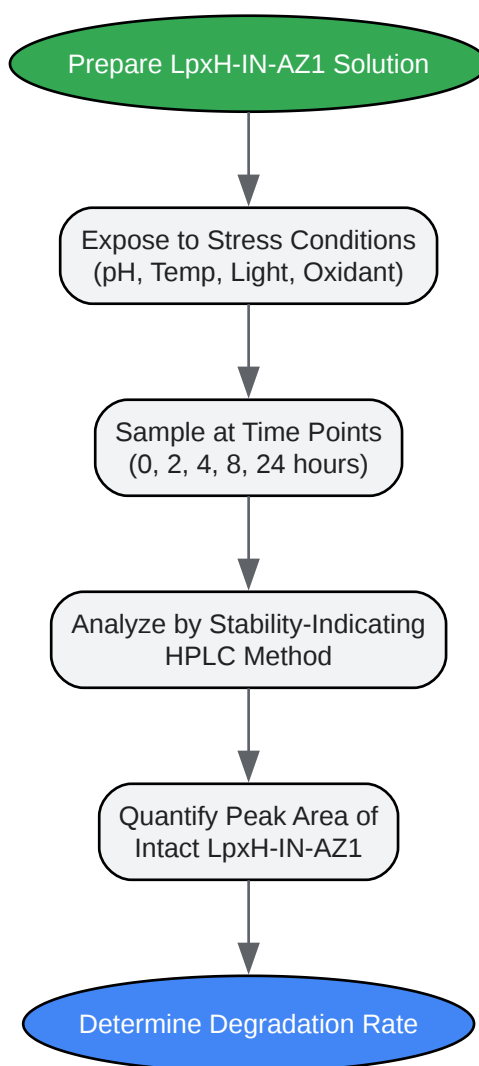 Prepare LpxH-IN-AZ1 Solution
Expose to Stress Conditions
(pH, Temp, Light, Oxidant)
Sample at Time Points
(0, 2, 4, 8, 24 hours)
Analyze by Stability-Indicating
HPLC Method
Quantify Peak Area of
Intact LpxH-IN-AZ1
Determine Degradation Rate